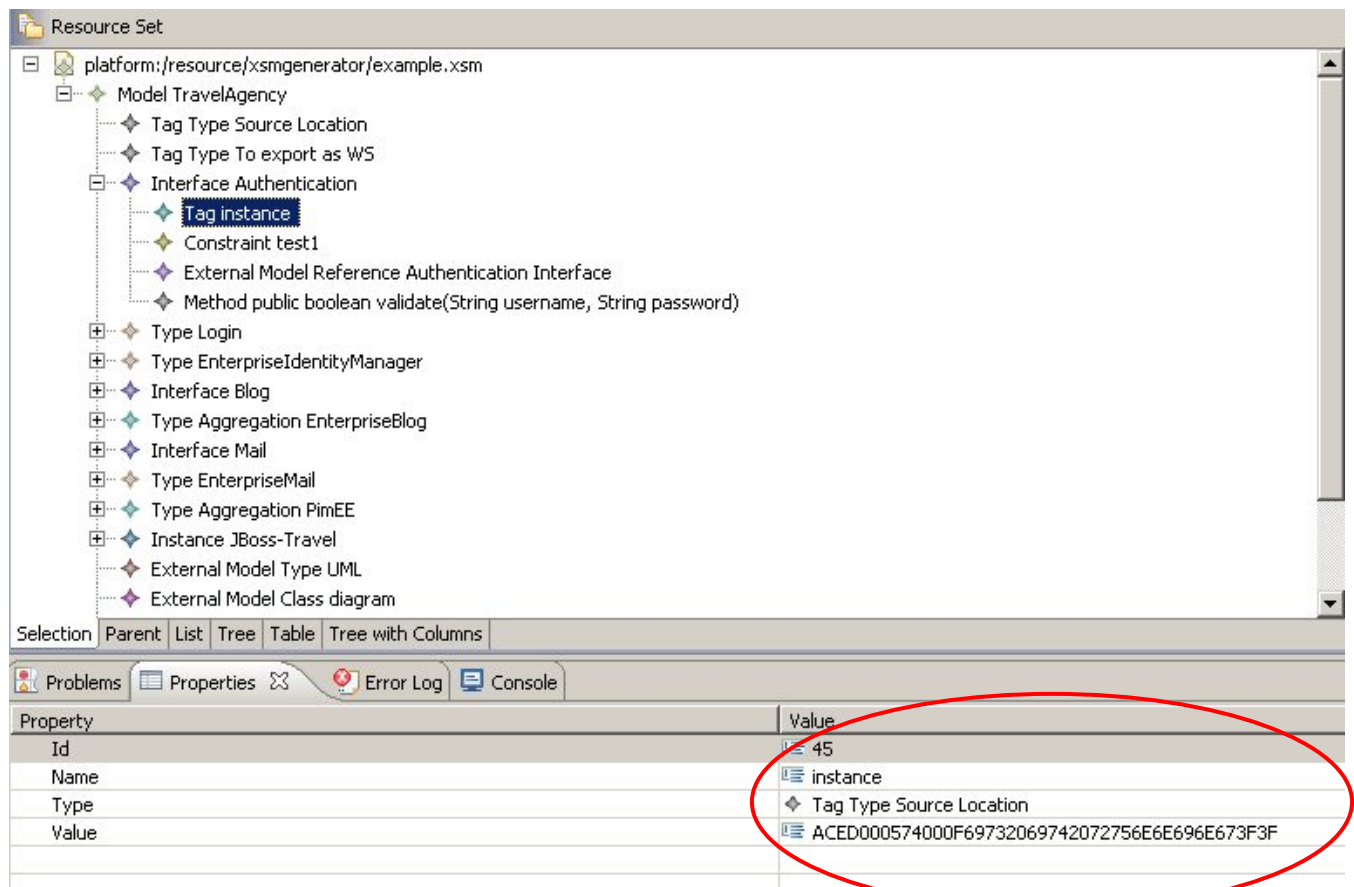 Resource Set
platform:/resource/xsmgenerator/example.xsm
Model TravelAgency
Tag Type Source Location
Tag Type To export as WS
Interface Authentication
Tag instance
Constraint test1
External Model Reference Authentication Interface
Method public boolean validate(String username, String password)
Type Login
Type EnterpriseIdentityManager
Interface Blog
Type Aggregation EnterpriseBlog
Interface Mail
Type EnterpriseMail
Type Aggregation PimEE
Instance JBoss-Travel
External Model Type UML
External Model Class diagram
Selection Parent List Tree Table Tree with Columns
Problems Properties Error Log Console
Property Value
Id 45
Name instance
Type Tag Type Source Location
Value ACED000574000F69732069742072756E6E696E673F3F